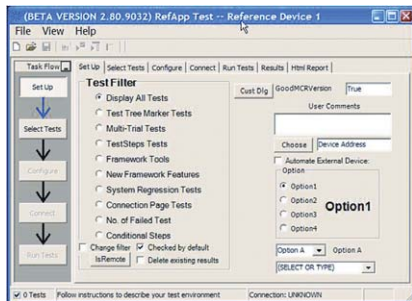 (BETA VERSION 2.80.9032) RefApp Test -- Reference Device 1
File View Help
Task Flow
Set Up
Select Tests
Configure
Connect
Run Tests
Set Up Select Tests Configure Connect Run Tests Results Html Report
Test Filter
Display All Tests
Test Tree Marker Tests
Multi-Trial Tests
TestSteps Tests
Framework Tools
New Framework Features
System Regression Tests
Connection Page Tests
No. of Failed Test
Conditional Steps
Change filter Checked by default
IsRemote Delete existing results
Cust Dlg GoodMCRVersion True
User Comments
Choose Device Address
Automate External Device:
Option
Option1
Option2
Option3
Option4
Option1
Option A Option A
(SELECT OR TYPE)
0 Tests Follow instructions to describe your test environment Connection: UNKNOWN